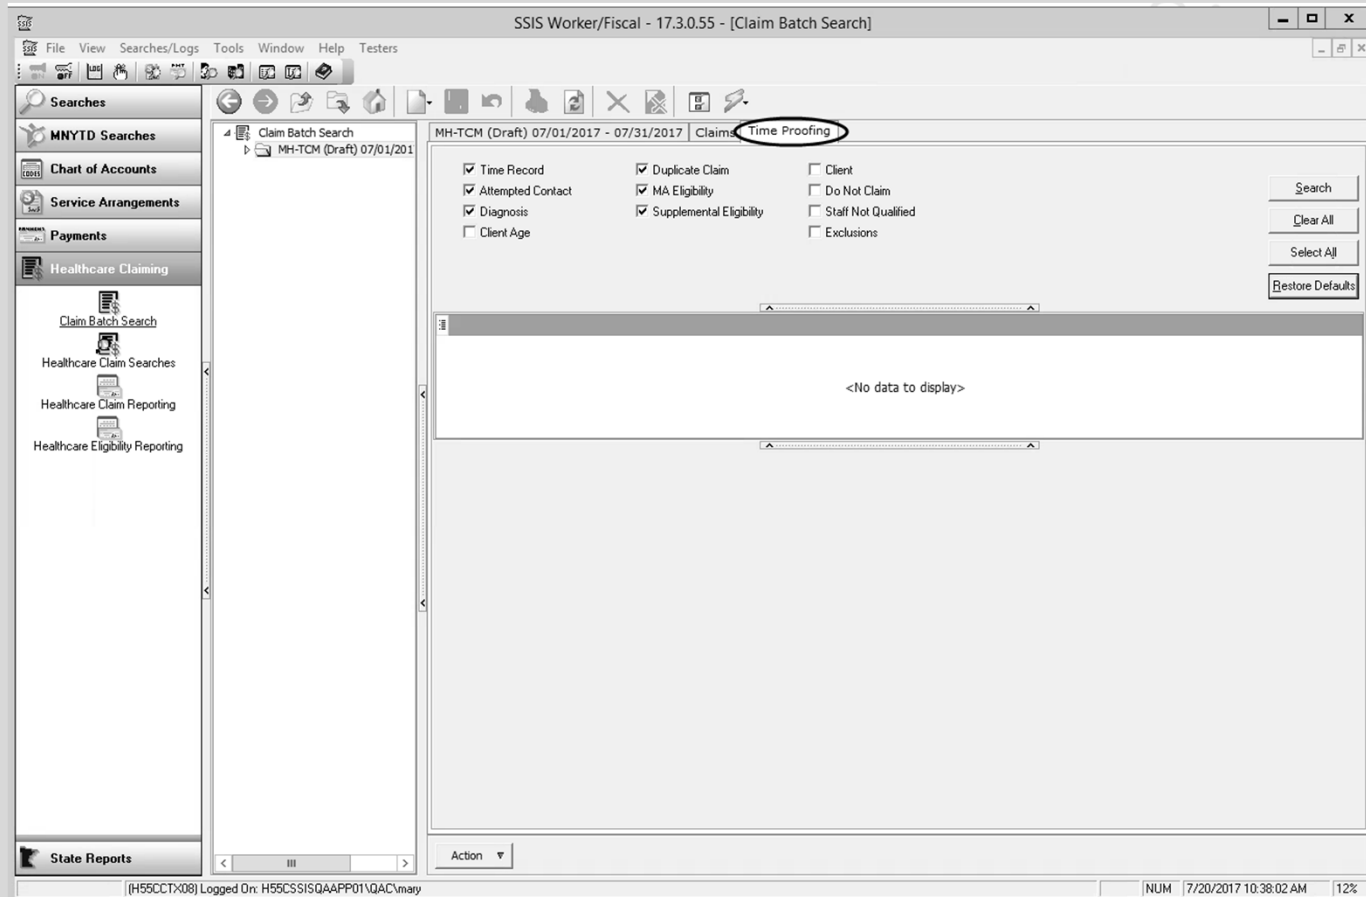 SSIS Worker/Fiscal - 17.3.0.55 - [Claim Batch Search]
File View Searches/Logs Tools Window Help Testers
Searches
MNYTD Searches
Chart of Accounts
Service Arrangements
Payments
Healthcare Claiming
Claim Batch Search
Healthcare Claim Searches
Healthcare Claim Reporting
Healthcare Eligibility Reporting
State Reports
Claim Batch Search
MH-TCM (Draft) 07/01/201
MH-TCM (Draft) 07/01/2017 - 07/31/2017 Claims Time Proofing
Time Record Duplicate Claim Client
Attempted Contact MA Eligibility Do Not Claim
Diagnosis Supplemental Eligibility Staff Not Qualified
Client Age Exclusions
Search
Clear All
Select All
Restore Defaults
<No data to display>
Action
(H55CCTX08) Logged On: H55CSSISQAAPP01\QAC\mary NUM 7/20/2017 10:38:02 AM 12%